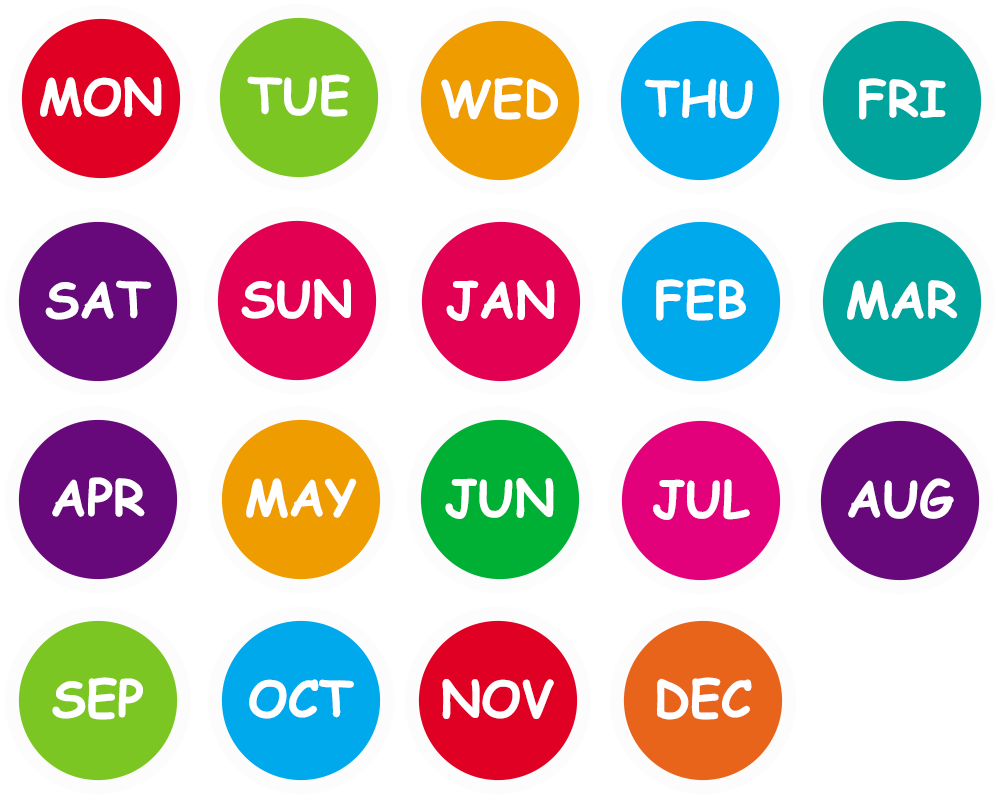 MON TUE WED THU FRI
SAT SUN JAN FEB MAR
APR MAY JUN JUL AUG
SEP OCT NOV DEC